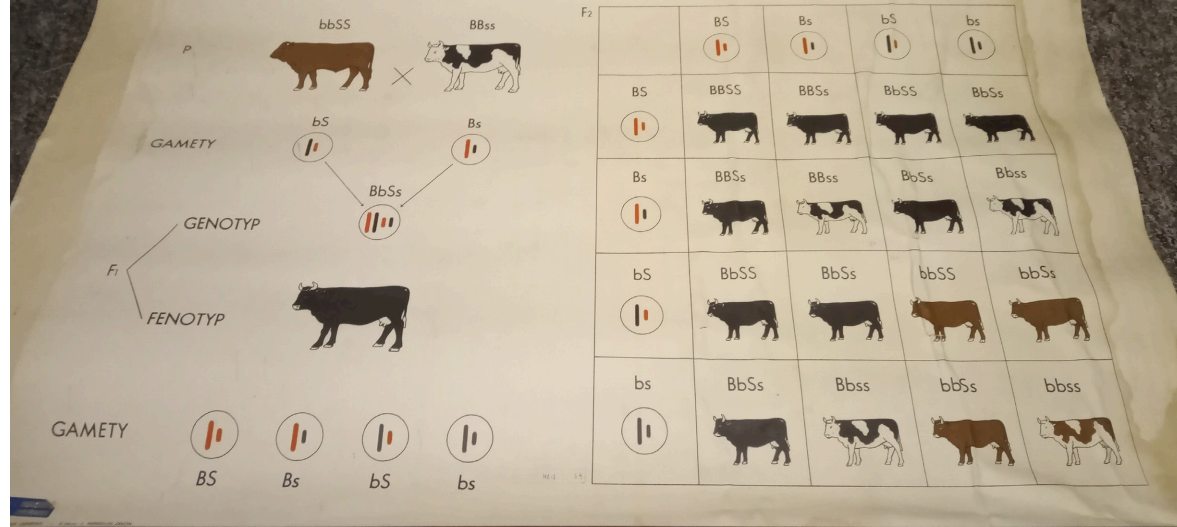 P
bbSS
BBss
GAMETY
bS
Bs
BbSs
GENOTYP
F₁
FENOTYP
GAMETY
BS
Bs
bS
bs
F₂
BS Bs bS bs
BS BBSS BBSs BbSS BbSs
Bs BBSs BBss BbSs Bbss
bS BbSS BbSs bbSS bbSs
bs BbSs Bbss bbSs bbss